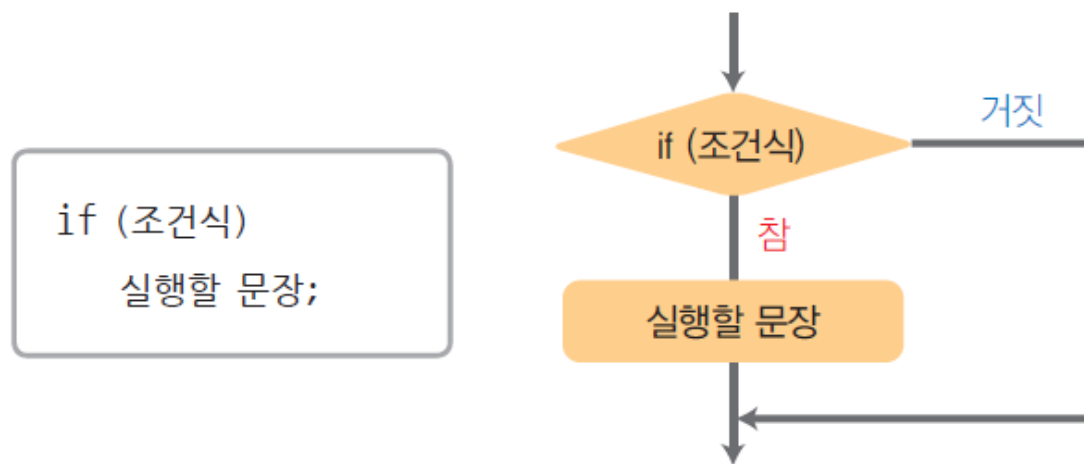 if (조건식)
실행할 문장;
if (조건식)
거짓
참
실행할 문장